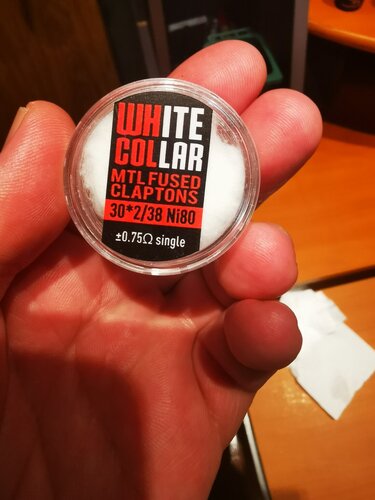 WHITE
COLLAR
MTL FUSED
CLAPTONS
30*2/38 Ni80
±0.75Ω single